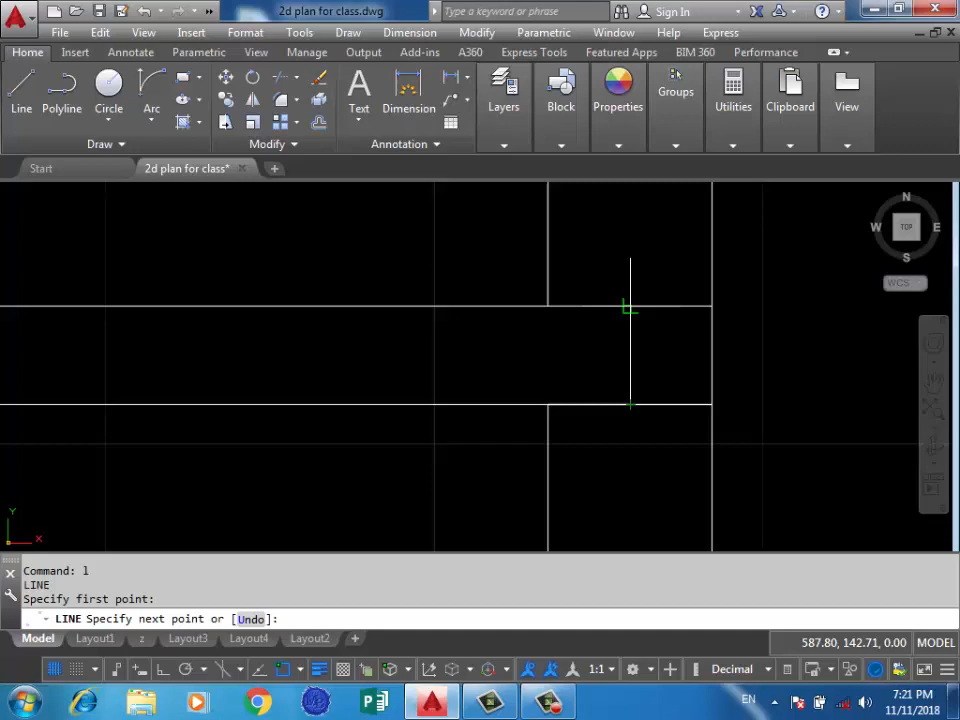 2d plan for class.dwg
Type a keyword or phrase
Sign In
File Edit View Insert Format Tools Draw Dimension Modify Parametric Window Help Express
Home Insert Annotate Parametric View Manage Output Add-ins A360 Express Tools Featured Apps BIM 360 Performance
Line Polyline Circle Arc Text Dimension Layers Block Properties Groups Utilities Clipboard View
Draw Modify Annotation
Start 2d plan for class*
N
W TOP E
S
WCS
Y
X
Command: l
LINE
Specify first point:
LINE Specify next point or [Undo]:
Model Layout1 z Layout3 Layout4 Layout2
587.80, 142.71, 0.00 MODEL
1:1 Decimal
EN
7:21 PM
11/11/2018